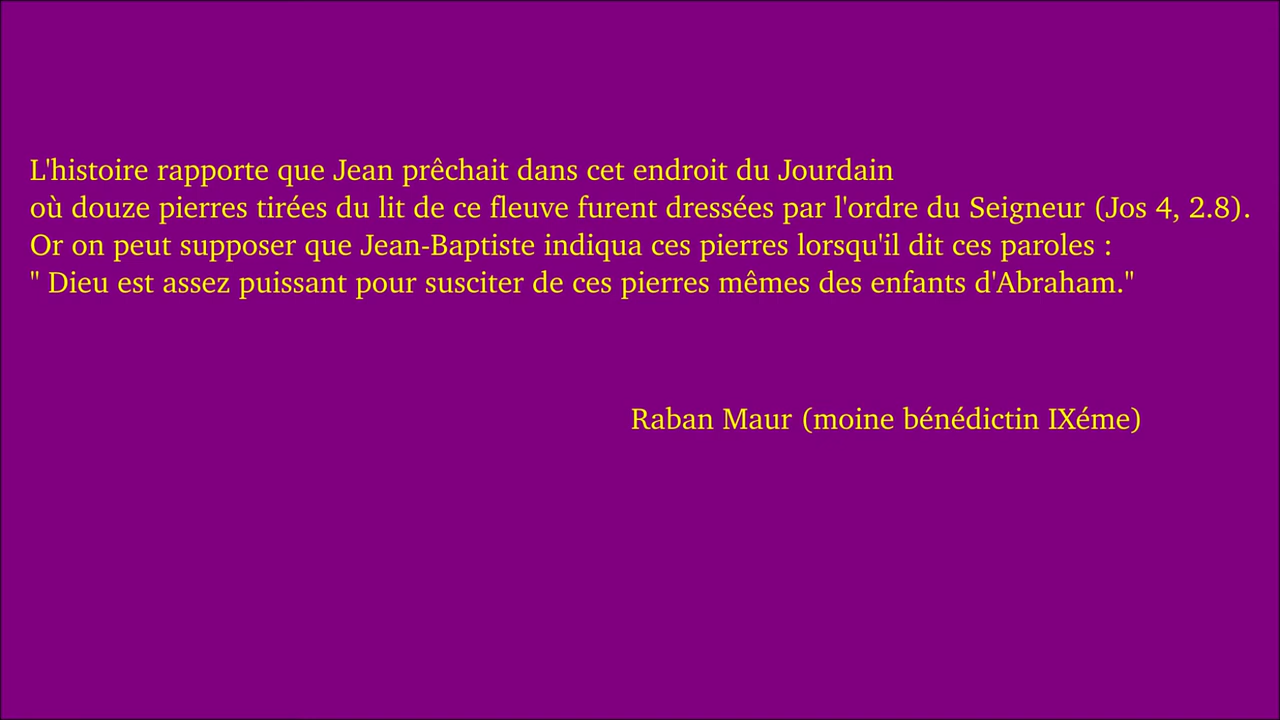 L'histoire rapporte que Jean prêchait dans cet endroit du Jourdain
où douze pierres tirées du lit de ce fleuve furent dressées par l'ordre du Seigneur (Jos 4, 2.8).
Or on peut supposer que Jean-Baptiste indiqua ces pierres lorsqu'il dit ces paroles :
" Dieu est assez puissant pour susciter de ces pierres mêmes des enfants d'Abraham."
Raban Maur (moine bénédictin IXéme)